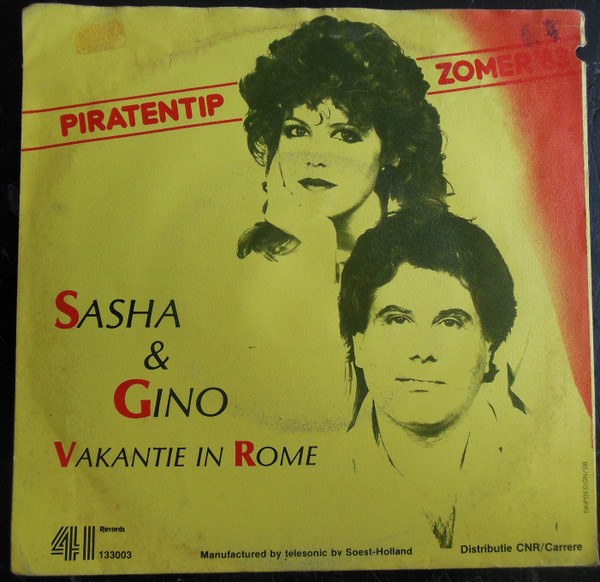 PIRATENTIP
ZOMER
SASHA
&
GINO
VAKANTIE IN ROME
41 Records
133003
Manufactured by telesonic bv Soest-Holland
Distributie CNR/Carrere